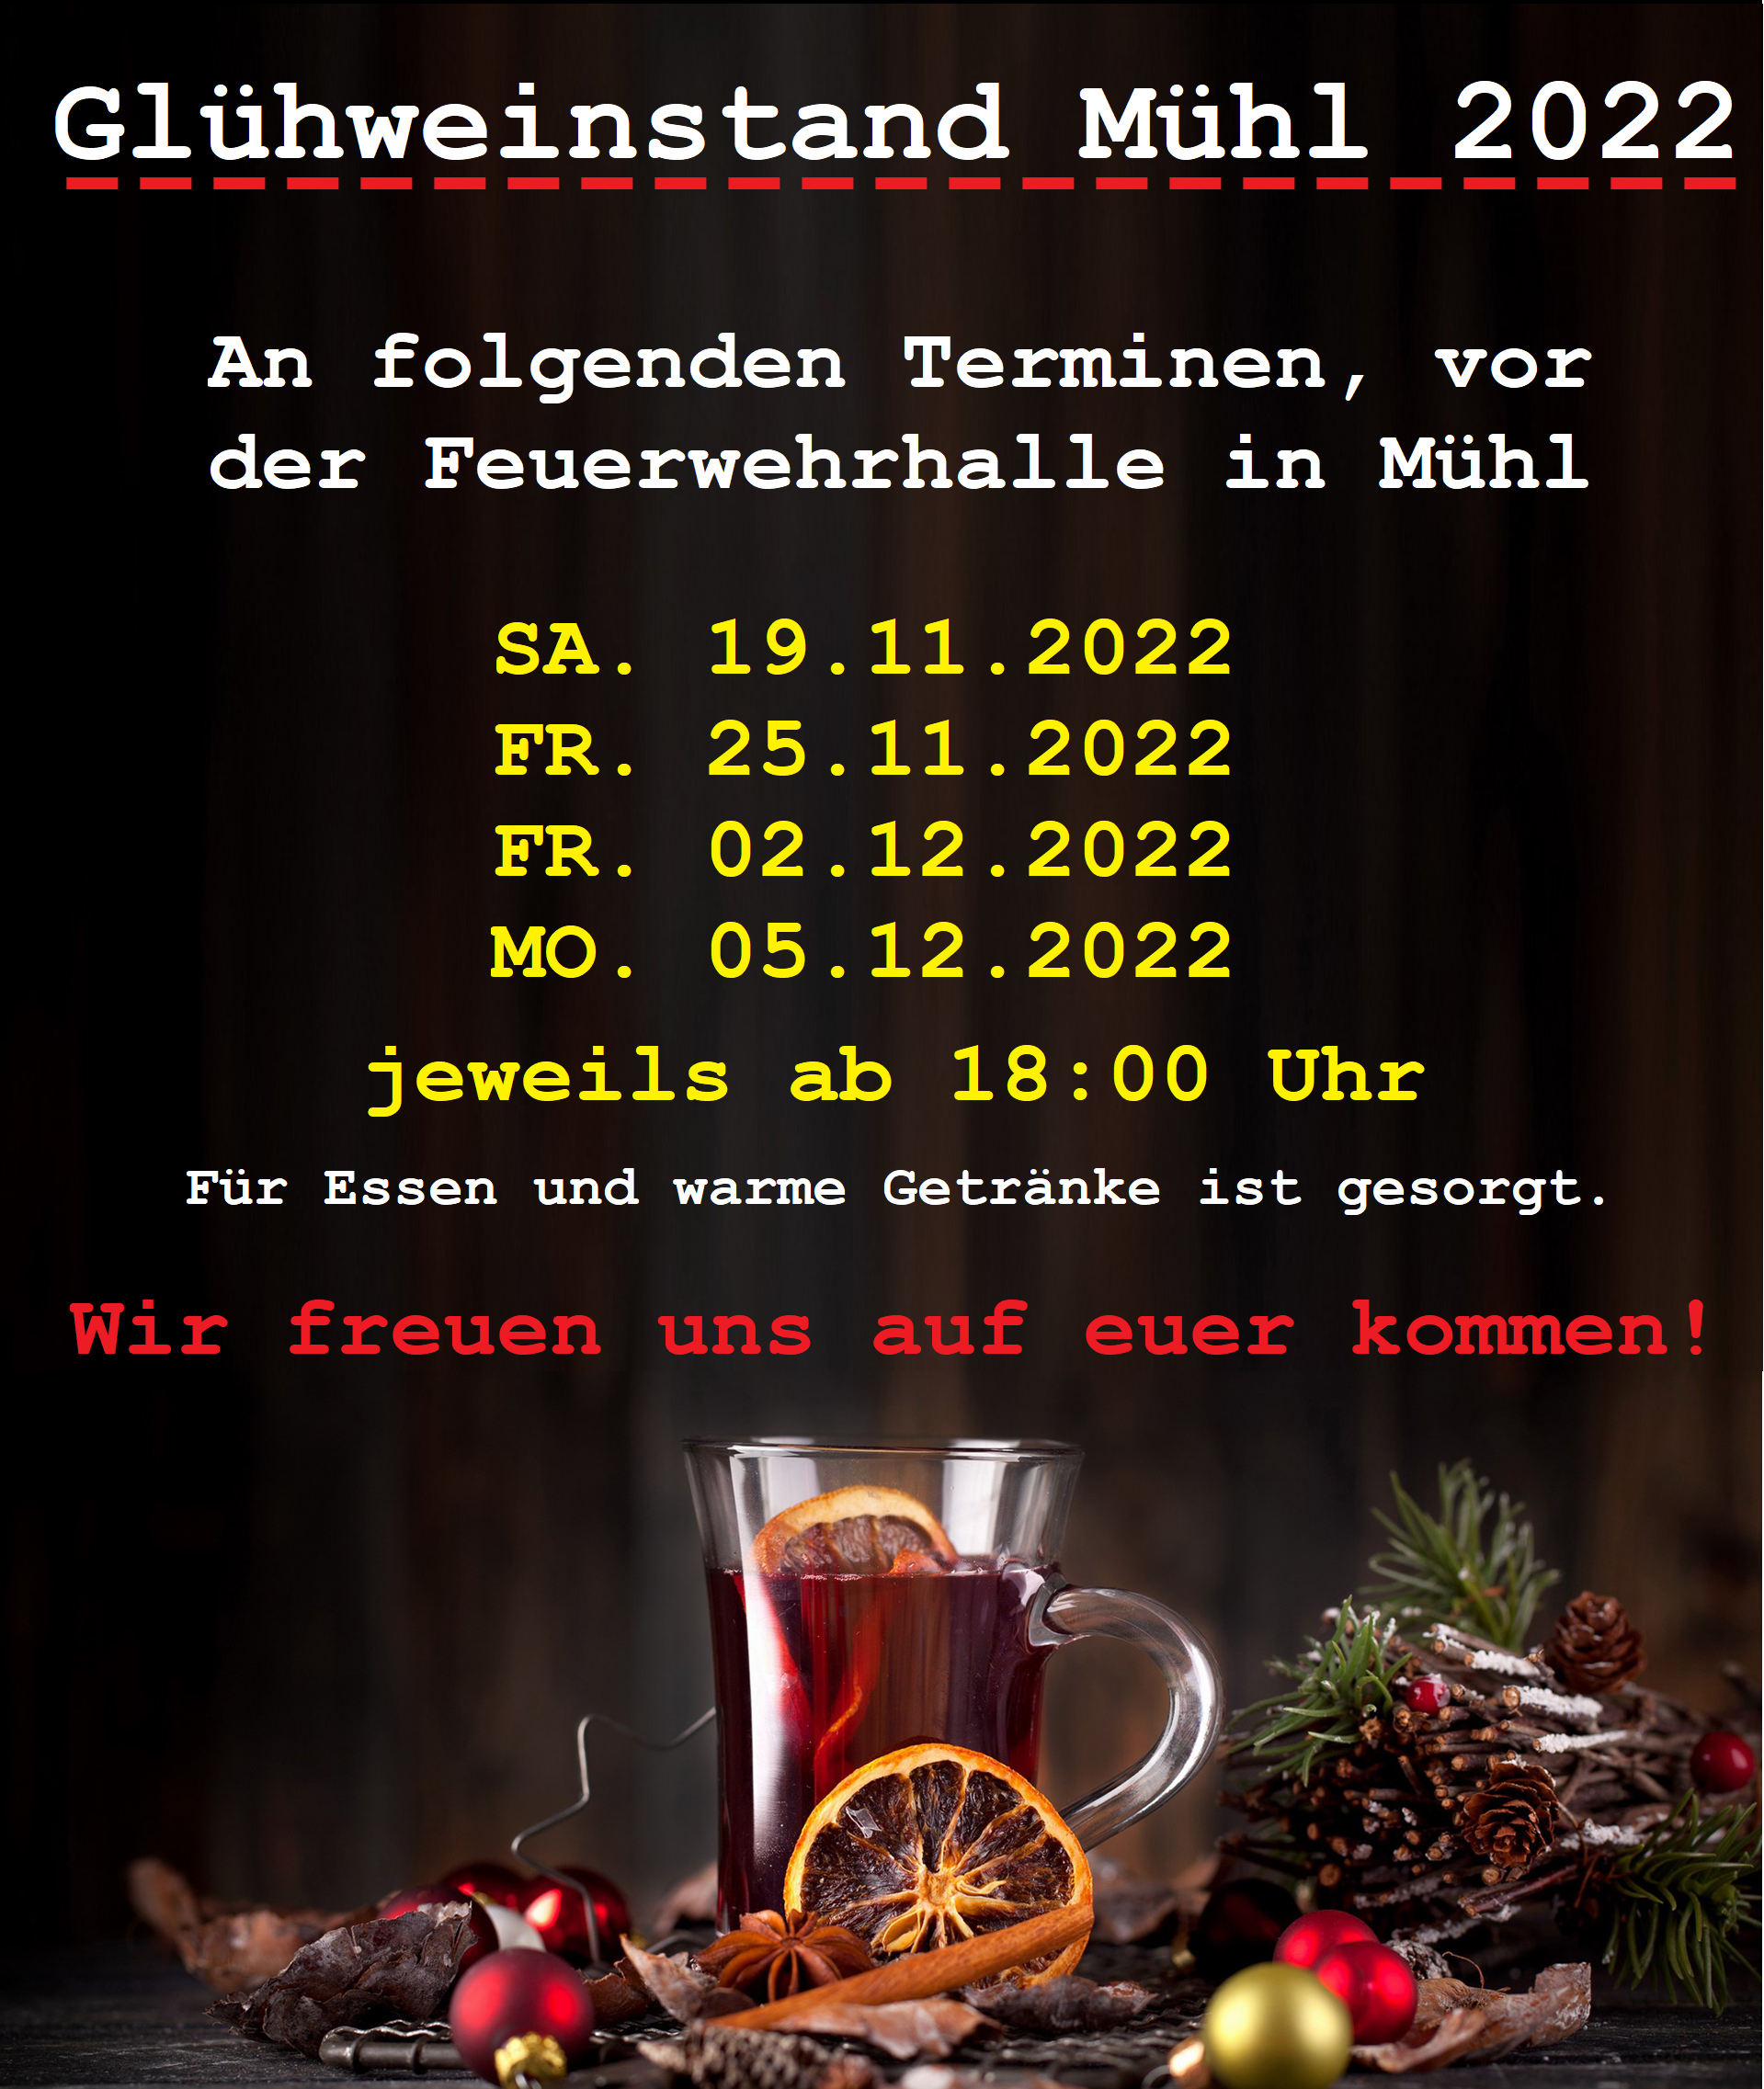 Glühweinstand Mühl 2022
An folgenden Terminen, vor
der Feuerwehrhalle in Mühl
SA. 19.11.2022
FR. 25.11.2022
FR. 02.12.2022
MO. 05.12.2022
jeweils ab 18:00 Uhr
Für Essen und warme Getränke ist gesorgt.
Wir freuen uns auf euer kommen!